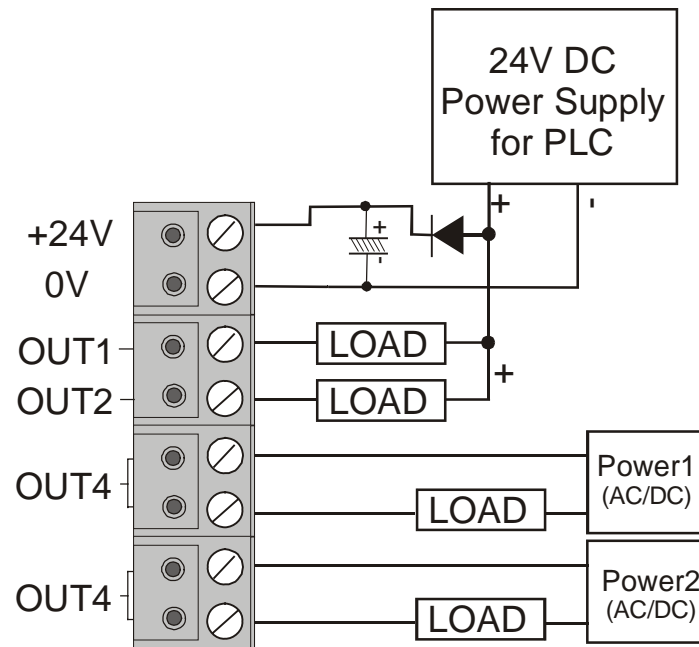 24V DC
Power Supply
for PLC
+ -
+24V
+
-
0V
OUT1
LOAD
+
OUT2
LOAD
OUT4
Power1
(AC/DC)
LOAD
OUT4
Power2
(AC/DC)
LOAD